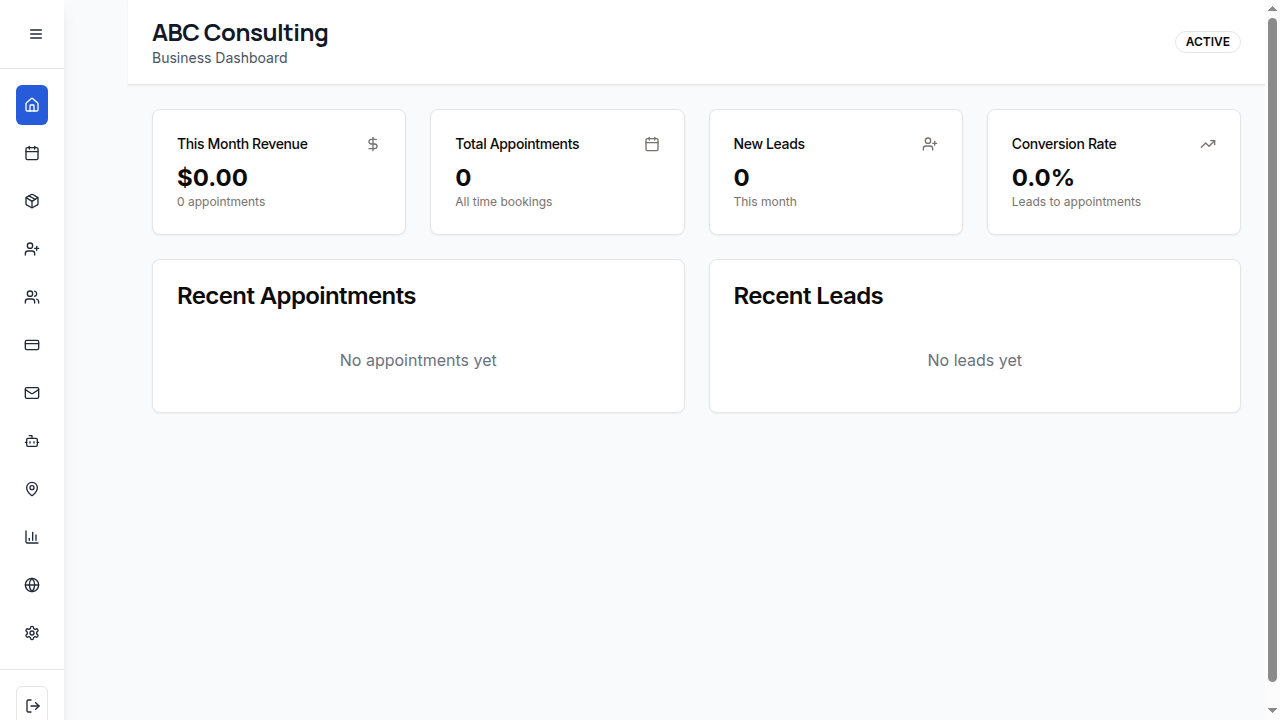 ABC Consulting
Business Dashboard
ACTIVE
This Month Revenue
$0.00
0 appointments
Total Appointments
0
All time bookings
New Leads
0
This month
Conversion Rate
0.0%
Leads to appointments
Recent Appointments
No appointments yet
Recent Leads
No leads yet